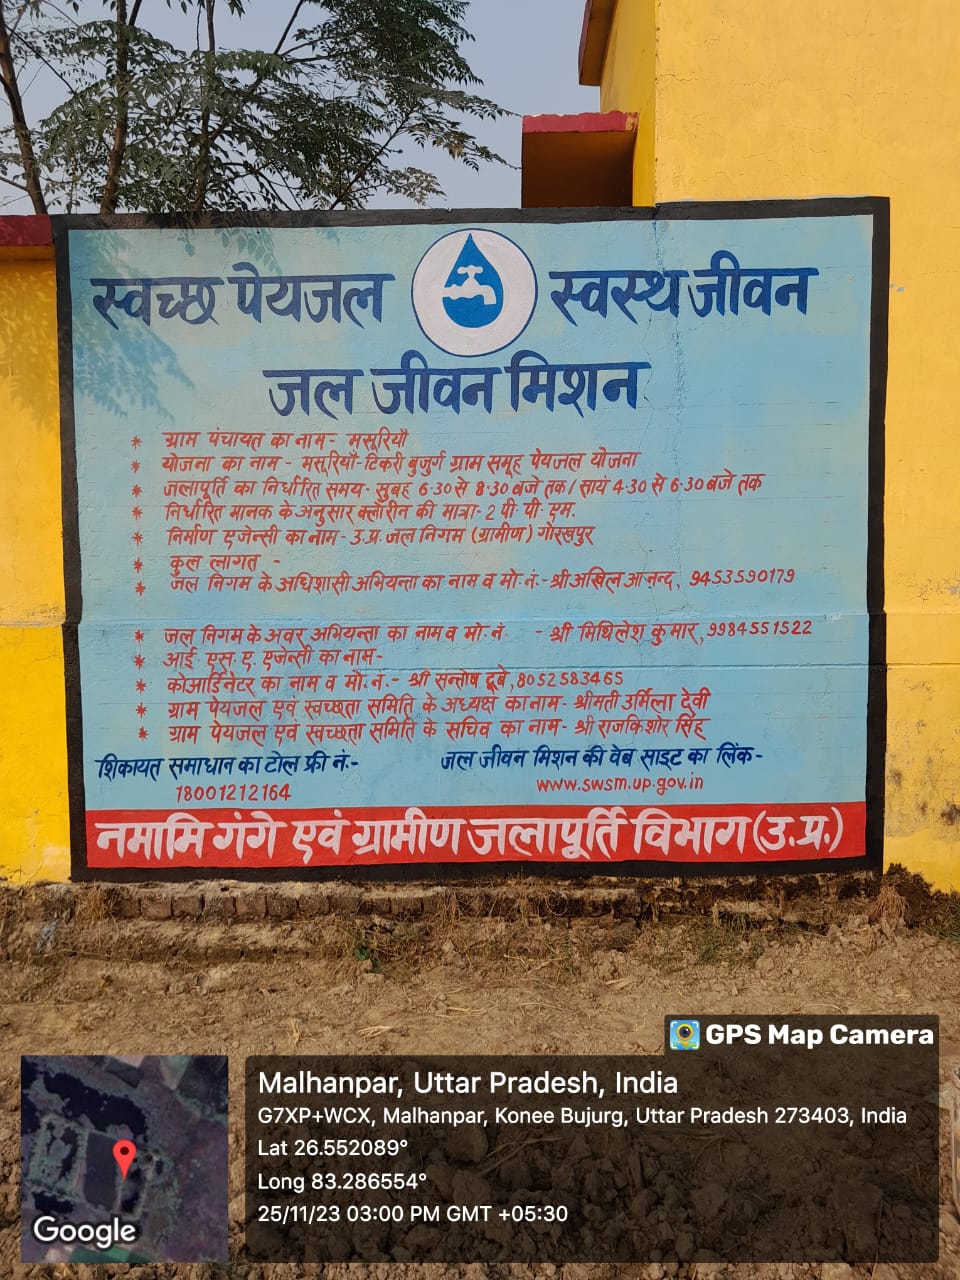 स्वच्छ पेयजल स्वस्थ जीवन
जल जीवन मिशन
* ग्राम पंचायत का नाम- मसूरियाँ
* योजना का नाम - मसूरियाँ-टिकरी बुजुर्ग ग्राम समूह पेयजल योजना
* जलापूर्ति का निर्धारित समय- सुबह 6.30 से 8.30 बजे तक / सायं 4.30 से 6.30 बजे तक
* निर्धारित मानक के अनुसार क्लोरीन की मात्रा- 2 पी पी एम.
* निर्माण एजेन्सी का नाम- उ.प्र. जल निगम (ग्रामीण) गोरखपुर
* कुल लागत -
* जल निगम के अधिशासी अभियन्ता का नाम व मो.नं.- श्री अखिल आनन्द, 9453590179
* जल निगम के अवर अभियन्ता का नाम व मो.नं. - श्री मिथिलेश कुमार, 9984551522
* आई एस.ए. एजेन्सी का नाम-
* कोआर्डिनेटर का नाम व मो.नं.- श्री सन्तोष दूबे, 8052583465
* ग्राम पेयजल एवं स्वच्छता समिति के अध्यक्ष का नाम- श्रीमती उर्मिला देवी
* ग्राम पेयजल एवं स्वच्छता समिति के सचिव का नाम- श्री राजकिशोर सिंह
शिकायत समाधान का टोल फ्री नं.-
18001212164
जल जीवन मिशन की वेब साइट का लिंक-
www.swsm.up.gov.in
नमामि गंगे एवं ग्रामीण जलापूर्ति विभाग (उ.प्र.)
GPS Map Camera
Malhanpar, Uttar Pradesh, India
G7XP+WCX, Malhanpar, Konee Bujurg, Uttar Pradesh 273403, India
Lat 26.552089°
Long 83.286554°
25/11/23 03:00 PM GMT +05:30
Google